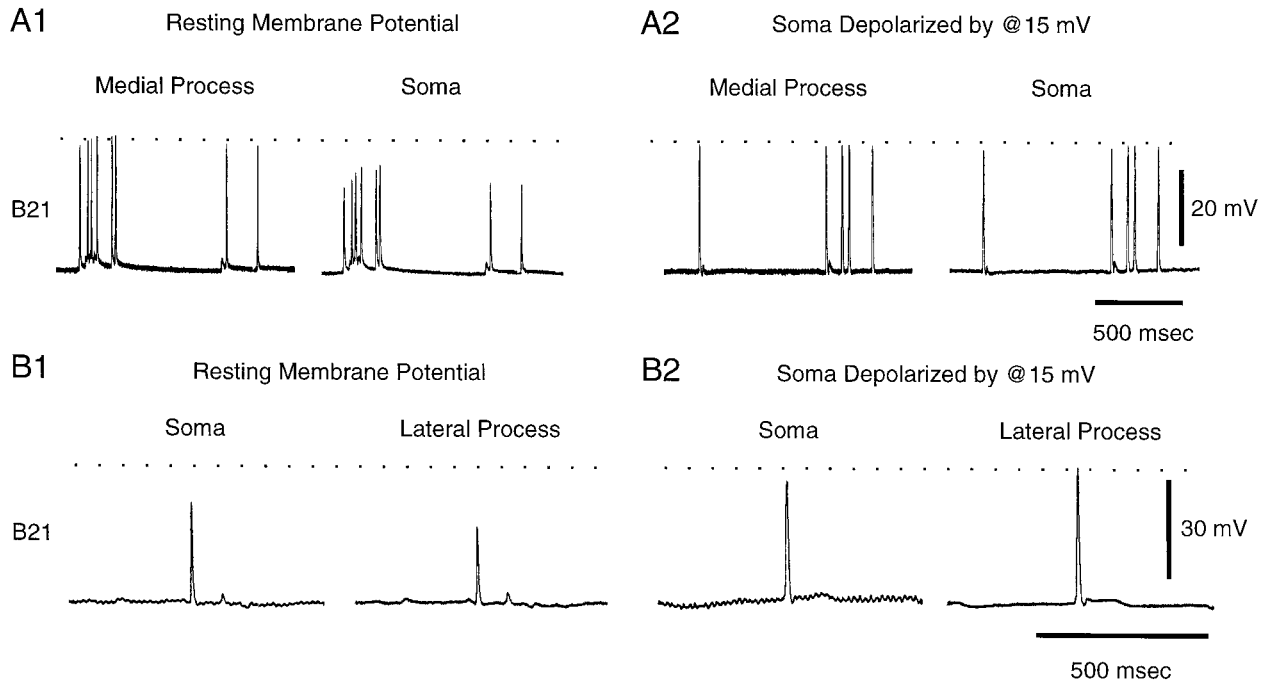 A1 Resting Membrane Potential
A2 Soma Depolarized by @15 mV
Medial Process Soma
Medial Process Soma
B21
20 mV
500 msec
B1 Resting Membrane Potential
B2 Soma Depolarized by @15 mV
Soma Lateral Process
Soma Lateral Process
B21
30 mV
500 msec